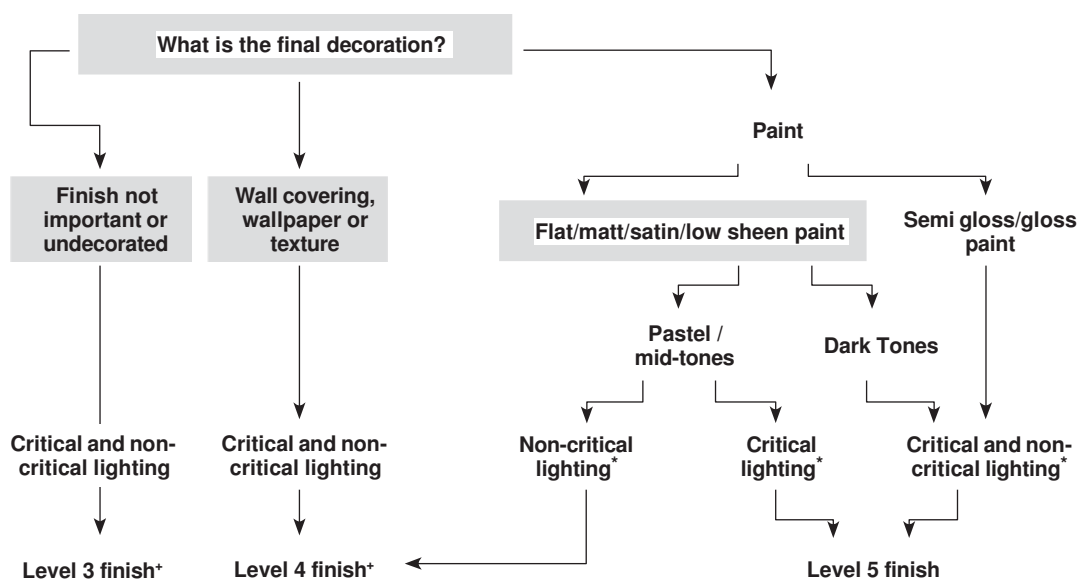 What is the final decoration?
Paint
Finish not
important or
undecorated
Wall covering,
wallpaper or
texture
Flat/matt/satin/low sheen paint
Semi gloss/gloss
paint
Pastel /
mid-tones
Dark Tones
Critical and non-
critical lighting
Critical and non-
critical lighting
Non-critical
lighting*
Critical
lighting*
Critical and non-
critical lighting*
Level 3 finish+
Level 4 finish+
Level 5 finish